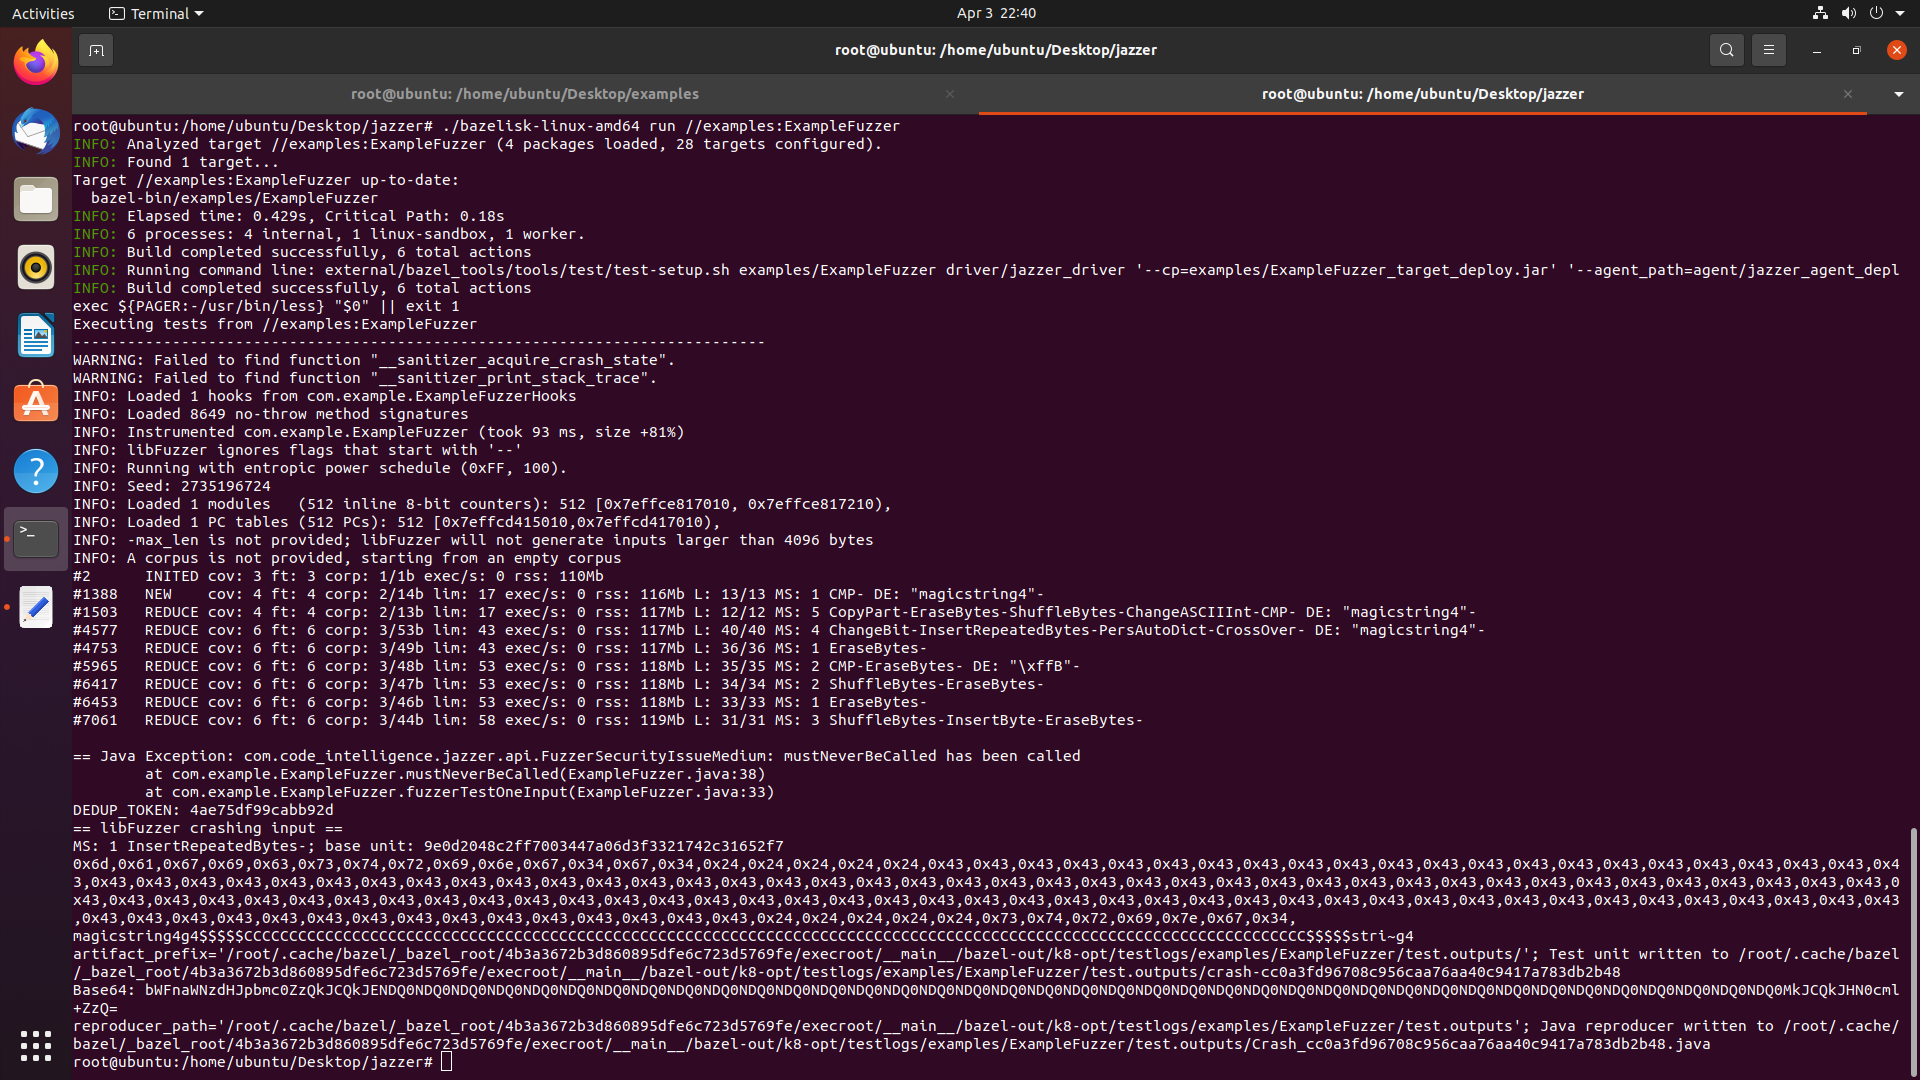 Activities
Terminal
Apr 3 22:40
root@ubuntu: /home/ubuntu/Desktop/jazzer
root@ubuntu: /home/ubuntu/Desktop/examples
root@ubuntu: /home/ubuntu/Desktop/jazzer
root@ubuntu:/home/ubuntu/Desktop/jazzer# ./bazelisk-linux-amd64 run //examples:ExampleFuzzer
INFO: Analyzed target //examples:ExampleFuzzer (4 packages loaded, 28 targets configured).
INFO: Found 1 target...
Target //examples:ExampleFuzzer up-to-date:
  bazel-bin/examples/ExampleFuzzer
INFO: Elapsed time: 0.429s, Critical Path: 0.18s
INFO: 6 processes: 4 internal, 1 linux-sandbox, 1 worker.
INFO: Build completed successfully, 6 total actions
INFO: Running command line: external/bazel_tools/tools/test/test-setup.sh examples/ExampleFuzzer driver/jazzer_driver '--cp=examples/ExampleFuzzer_target_deploy.jar' '--agent_path=agent/jazzer_agent_depl
INFO: Build completed successfully, 6 total actions
exec ${PAGER:-/usr/bin/less} "$0" || exit 1
Executing tests from //examples:ExampleFuzzer
-----------------------------------------------------------------------------
WARNING: Failed to find function "__sanitizer_acquire_crash_state".
WARNING: Failed to find function "__sanitizer_print_stack_trace".
INFO: Loaded 1 hooks from com.example.ExampleFuzzerHooks
INFO: Loaded 8649 no-throw method signatures
INFO: Instrumented com.example.ExampleFuzzer (took 93 ms, size +81%)
INFO: libFuzzer ignores flags that start with '--'
INFO: Running with entropic power schedule (0xFF, 100).
INFO: Seed: 2735196724
INFO: Loaded 1 modules   (512 inline 8-bit counters): 512 [0x7effce817010, 0x7effce817210),
INFO: Loaded 1 PC tables (512 PCs): 512 [0x7effcd415010,0x7effcd417010),
INFO: -max_len is not provided; libFuzzer will not generate inputs larger than 4096 bytes
INFO: A corpus is not provided, starting from an empty corpus
#2      INITED cov: 3 ft: 3 corp: 1/1b exec/s: 0 rss: 110Mb
#1388   NEW    cov: 4 ft: 4 corp: 2/14b lim: 17 exec/s: 0 rss: 116Mb L: 13/13 MS: 1 CMP- DE: "magicstring4"-
#1503   REDUCE cov: 4 ft: 4 corp: 2/13b lim: 17 exec/s: 0 rss: 117Mb L: 12/12 MS: 5 CopyPart-EraseBytes-ShuffleBytes-ChangeASCIIInt-CMP- DE: "magicstring4"-
#4577   REDUCE cov: 6 ft: 6 corp: 3/53b lim: 43 exec/s: 0 rss: 117Mb L: 40/40 MS: 4 ChangeBit-InsertRepeatedBytes-PersAutoDict-CrossOver- DE: "magicstring4"-
#4753   REDUCE cov: 6 ft: 6 corp: 3/49b lim: 43 exec/s: 0 rss: 117Mb L: 36/36 MS: 1 EraseBytes-
#5965   REDUCE cov: 6 ft: 6 corp: 3/48b lim: 53 exec/s: 0 rss: 118Mb L: 35/35 MS: 2 CMP-EraseBytes- DE: "\xffB"-
#6417   REDUCE cov: 6 ft: 6 corp: 3/47b lim: 53 exec/s: 0 rss: 118Mb L: 34/34 MS: 2 ShuffleBytes-EraseBytes-
#6453   REDUCE cov: 6 ft: 6 corp: 3/46b lim: 53 exec/s: 0 rss: 118Mb L: 33/33 MS: 1 EraseBytes-
#7061   REDUCE cov: 6 ft: 6 corp: 3/44b lim: 58 exec/s: 0 rss: 119Mb L: 31/31 MS: 3 ShuffleBytes-InsertByte-EraseBytes-
== Java Exception: com.code_intelligence.jazzer.api.FuzzerSecurityIssueMedium: mustNeverBeCalled has been called
        at com.example.ExampleFuzzer.mustNeverBeCalled(ExampleFuzzer.java:38)
        at com.example.ExampleFuzzer.fuzzerTestOneInput(ExampleFuzzer.java:33)
DEDUP_TOKEN: 4ae75df99cabb92d
== libFuzzer crashing input ==
MS: 1 InsertRepeatedBytes-; base unit: 9e0d2048c2ff7003447a06d3f3321742c31652f7
0x6d,0x61,0x67,0x69,0x63,0x73,0x74,0x72,0x69,0x6e,0x67,0x34,0x67,0x34,0x24,0x24,0x24,0x24,0x24,0x43,0x43,0x43,0x43,0x43,0x43,0x43,0x43,0x43,0x43,0x43,0x43,0x43,0x43,0x43,0x43,0x43,0x43,0x43,0x43,0x4
3,0x43,0x43,0x43,0x43,0x43,0x43,0x43,0x43,0x43,0x43,0x43,0x43,0x43,0x43,0x43,0x43,0x43,0x43,0x43,0x43,0x43,0x43,0x43,0x43,0x43,0x43,0x43,0x43,0x43,0x43,0x43,0x43,0x43,0x43,0x43,0x43,0x43,0x43,0x43,0
x43,0x43,0x43,0x43,0x43,0x43,0x43,0x43,0x43,0x43,0x43,0x43,0x43,0x43,0x43,0x43,0x43,0x43,0x43,0x43,0x43,0x43,0x43,0x43,0x43,0x43,0x43,0x43,0x43,0x43,0x43,0x43,0x43,0x43,0x43,0x43,0x43,0x43,0x43,0x43
,0x43,0x43,0x43,0x43,0x43,0x43,0x43,0x43,0x43,0x43,0x43,0x43,0x43,0x43,0x43,0x24,0x24,0x24,0x24,0x24,0x73,0x74,0x72,0x69,0x7e,0x67,0x34,
magicstring4g4$$$$$CCCCCCCCCCCCCCCCCCCCCCCCCCCCCCCCCCCCCCCCCCCCCCCCCCCCCCCCCCCCCCCCCCCCCCCCCCCCCCCCCCCCCCCCCCCCCCCCCCCCCCCCCCCCCCCCCCCCCCCCCCCCC$$$$$stri~g4
artifact_prefix='/root/.cache/bazel/_bazel_root/4b3a3672b3d860895dfe6c723d5769fe/execroot/__main__/bazel-out/k8-opt/testlogs/examples/ExampleFuzzer/test.outputs/'; Test unit written to /root/.cache/bazel
/_bazel_root/4b3a3672b3d860895dfe6c723d5769fe/execroot/__main__/bazel-out/k8-opt/testlogs/examples/ExampleFuzzer/test.outputs/crash-cc0a3fd96708c956caa76aa40c9417a783db2b48
Base64: bWFnaWNzdHJpbmc0ZzQkJCQkJENDQ0NDQ0NDQ0NDQ0NDQ0NDQ0NDQ0NDQ0NDQ0NDQ0NDQ0NDQ0NDQ0NDQ0NDQ0NDQ0NDQ0NDQ0NDQ0NDQ0NDQ0NDQ0NDQ0NDQ0NDQ0NDQ0NDQ0NDQ0NDQ0NDQ0NDQ0NDQ0NDQ0NDQ0NDQ0NDQ0NDQ0NDQ0NDQ0MkJCQkJHN0cml
+ZzQ=
reproducer_path='/root/.cache/bazel/_bazel_root/4b3a3672b3d860895dfe6c723d5769fe/execroot/__main__/bazel-out/k8-opt/testlogs/examples/ExampleFuzzer/test.outputs'; Java reproducer written to /root/.cache/
bazel/_bazel_root/4b3a3672b3d860895dfe6c723d5769fe/execroot/__main__/bazel-out/k8-opt/testlogs/examples/ExampleFuzzer/test.outputs/Crash_cc0a3fd96708c956caa76aa40c9417a783db2b48.java
root@ubuntu:/home/ubuntu/Desktop/jazzer#